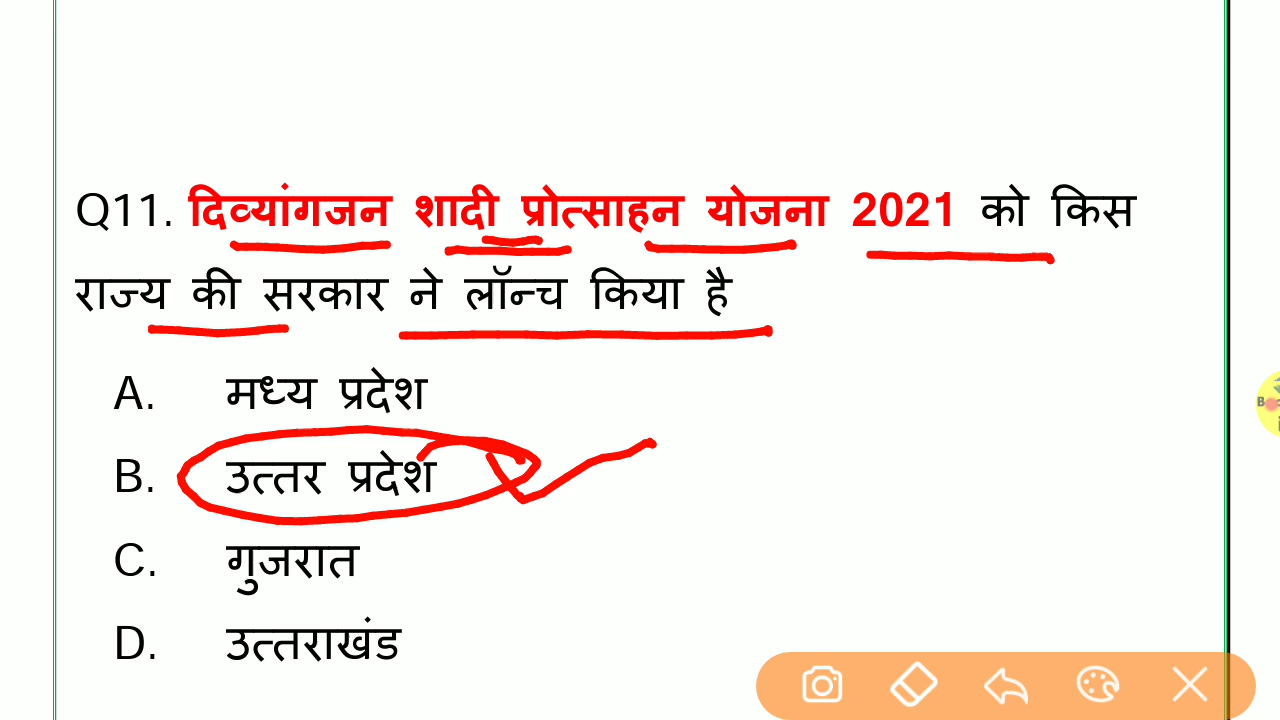 Q11. दिव्यांगजन शादी प्रोत्साहन योजना 2021 को किस
राज्य की सरकार ने लॉन्च किया है
A. मध्य प्रदेश
B. उत्तर प्रदेश
C. गुजरात
D. उत्तराखंड